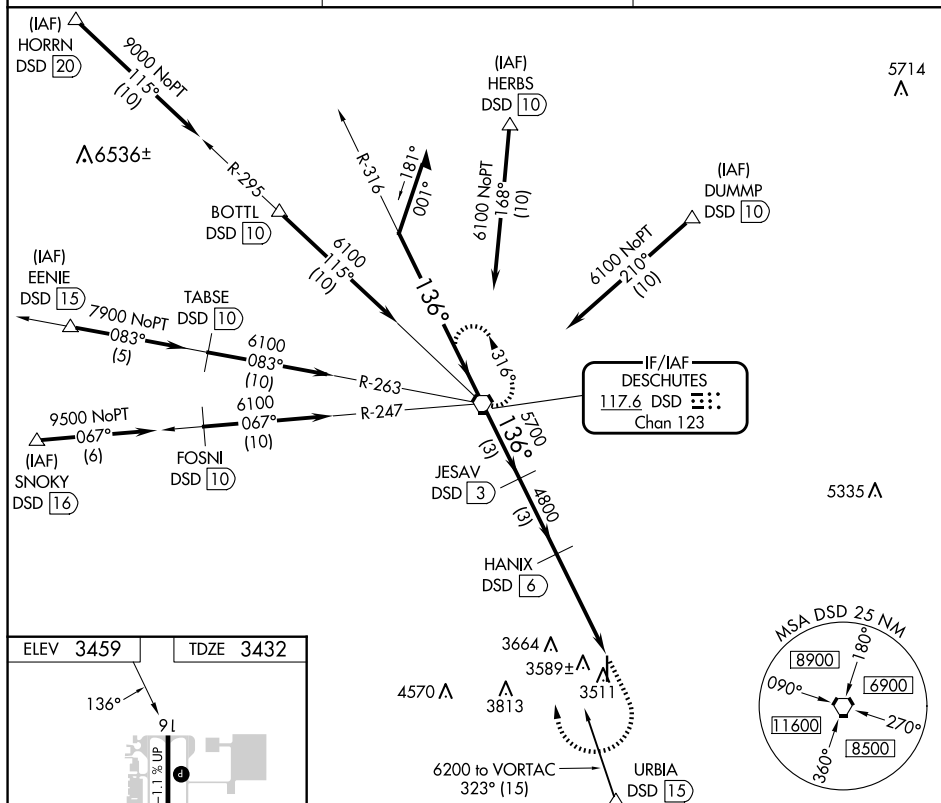 (IAF)
HORRN
DSD 20
9000 NoPT
115°
(10)
6536±
R-295
BOTTL
DSD 10
6100
115°
(10)
R-316
181°
001°
(IAF)
HERBS
DSD 10
6100 NoPT
168°
(10)
5714
(IAF)
DUMMP
DSD 10
6100 NoPT
210°
(10)
(IAF)
EENIE
DSD 15
7900 NoPT
083°
(5)
TABSE
DSD 10
6100
083°
(10)
R-263
136°
316°
(IAF)
SNOKY
DSD 16
9500 NoPT
067°
(6)
FOSNI
DSD 10
6100
067°
(10)
R-247
IF/IAF
DESCHUTES
117.6 DSD
Chan 123
5700
136°
(3)
JESAV
DSD 3
4800
(3)
HANIX
DSD 6
5335
3664
3589±
3511
4570
3813
6200 to VORTAC
323° (15)
URBIA
DSD 15
MSA DSD 25 NM
8900
180°
090°
6900
11600
270°
360°
8500
ELEV 3459
TDZE 3432
136°
16
1.1% UP
P